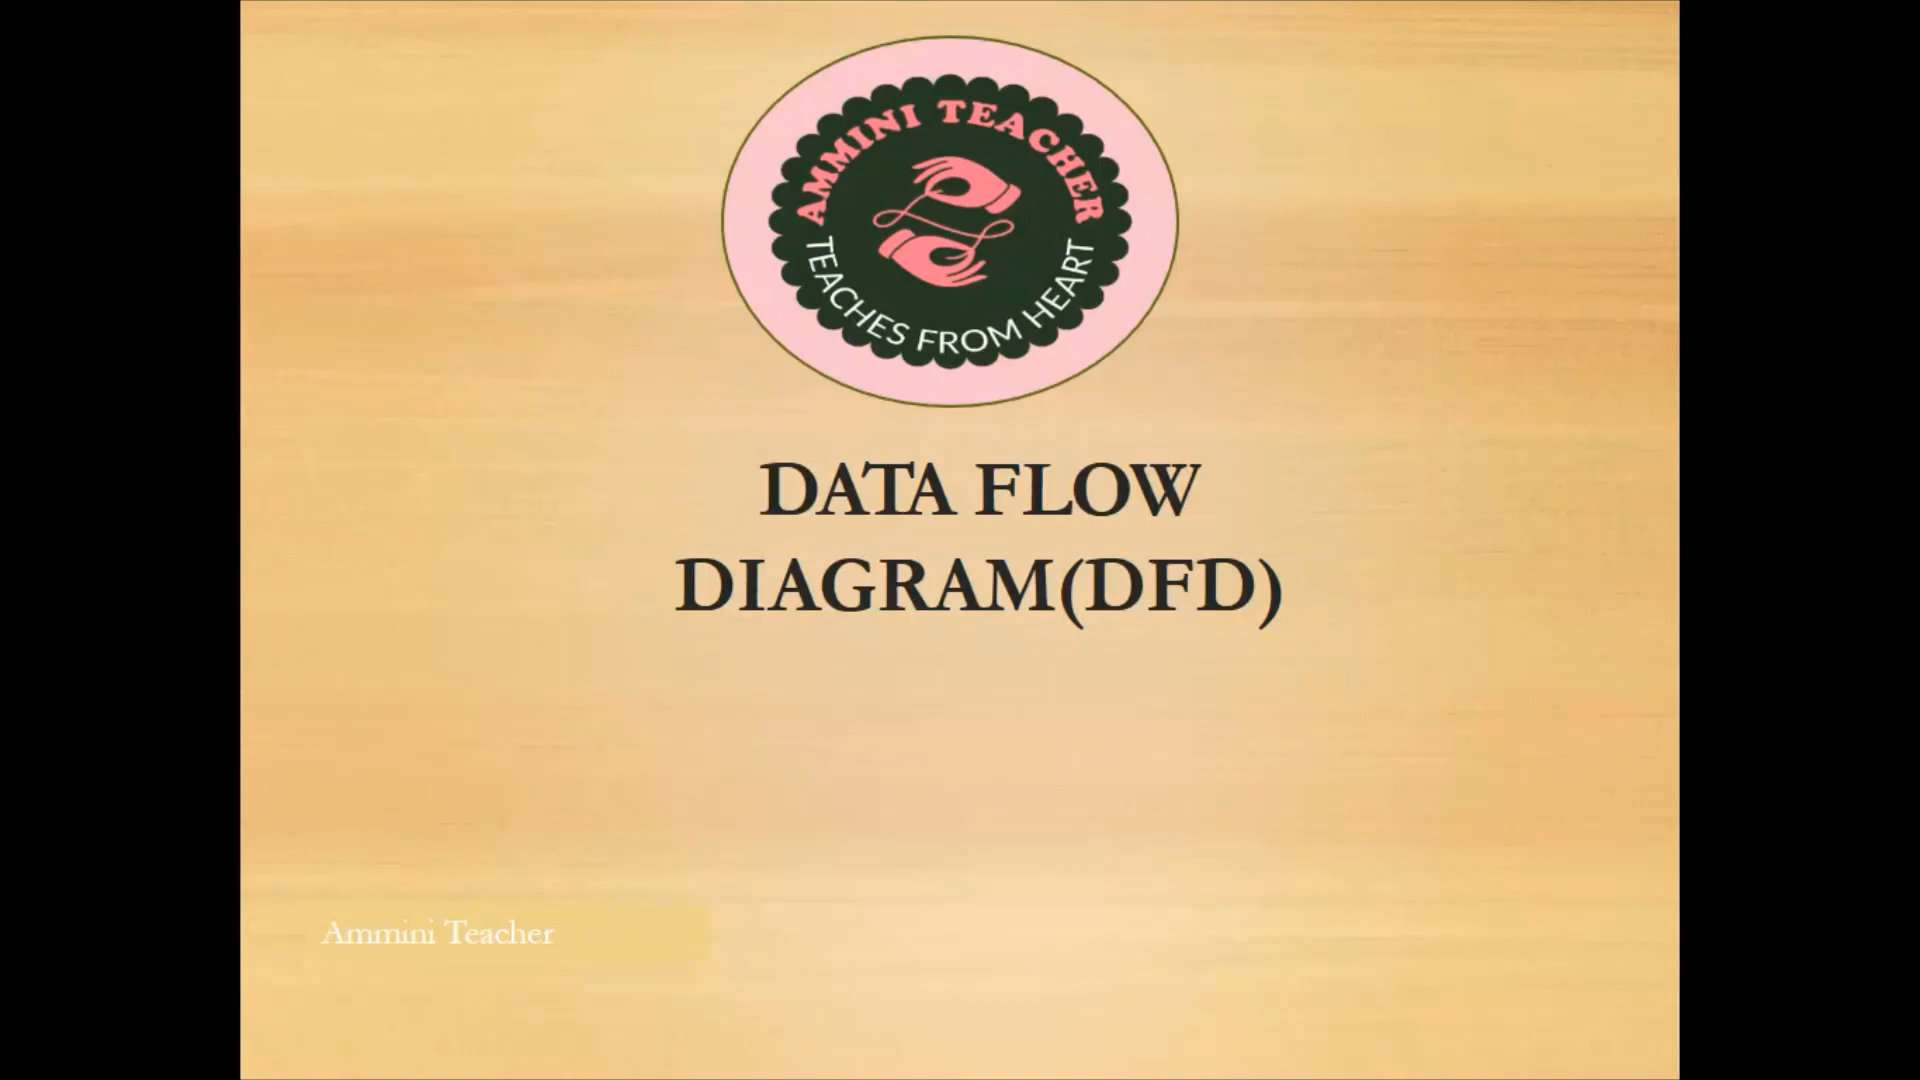 AMMINI TEACHER
TEACHES FROM HEART
DATA FLOW
DIAGRAM(DFD)
Ammini Teacher